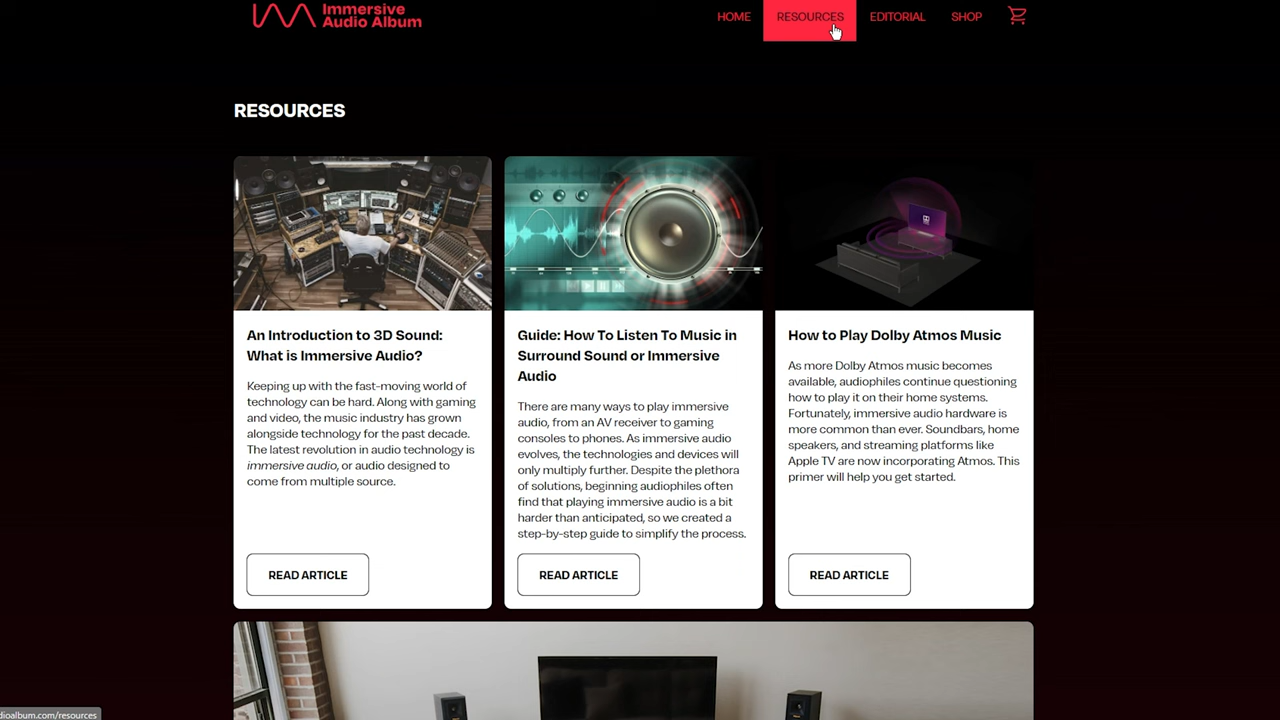 Immersive
Audio Album
HOME
RESOURCES
EDITORIAL
SHOP
RESOURCES
An Introduction to 3D Sound:
What is Immersive Audio?
Keeping up with the fast-moving world of
technology can be hard. Along with gaming
and video, the music industry has grown
alongside technology for the past decade.
The latest revolution in audio technology is
immersive audio, or audio designed to
come from multiple source.
READ ARTICLE
Guide: How To Listen To Music in
Surround Sound or Immersive
Audio
There are many ways to play immersive
audio, from an AV receiver to gaming
consoles to phones. As immersive audio
evolves, the technologies and devices will
only multiply further. Despite the plethora
of solutions, beginning audiophiles often
find that playing immersive audio is a bit
harder than anticipated, so we created a
step-by-step guide to simplify the process.
READ ARTICLE
How to Play Dolby Atmos Music
As more Dolby Atmos music becomes
available, audiophiles continue questioning
how to play it on their home systems.
Fortunately, immersive audio hardware is
more common than ever. Soundbars, home
speakers, and streaming platforms like
Apple TV are now incorporating Atmos. This
primer will help you get started.
READ ARTICLE
dioalbum.com/resources